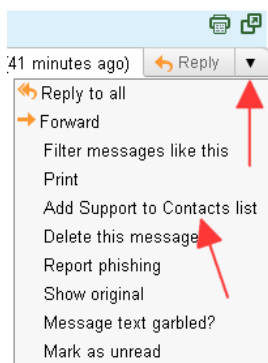 (41 minutes ago) Reply
Reply to all
Forward
Filter messages like this
Print
Add Support to Contacts list
Delete this message
Report phishing
Show original
Message text garbled?
Mark as unread